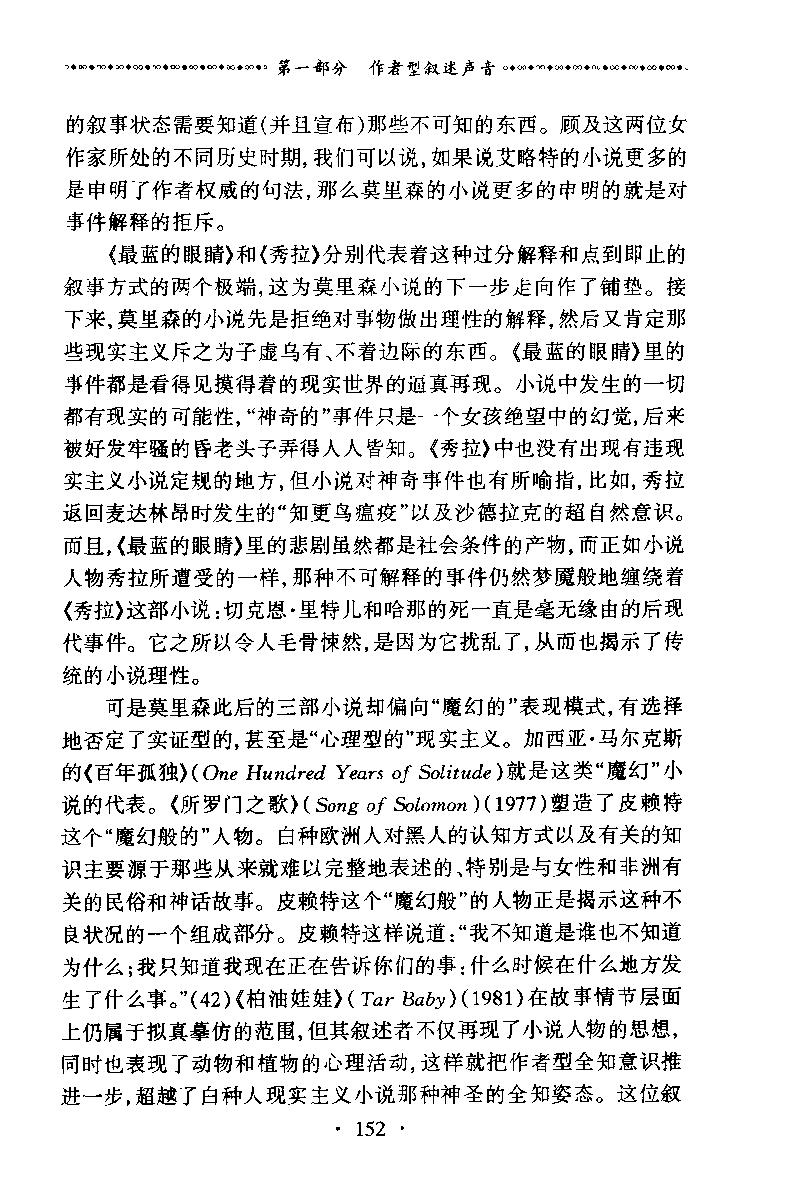 第一部分 作者型叙述声音
的叙事状态需要知道(并且宣布)那些不可知的东西。顾及这两位女
作家所处的不同历史时期,我们可以说,如果说艾略特的小说更多的
是申明了作者权威的句法,那么莫里森的小说更多的申明的就是对
事件解释的拒斥。
《最蓝的眼睛》和《秀拉》分别代表着这种过分解释和点到即止的
叙事方式的两个极端,这为莫里森小说的下一步走向作了铺垫。接
下来,莫里森的小说先是拒绝对事物做出理性的解释,然后又肯定那
些现实主义斥之为子虚乌有、不着边际的东西。《最蓝的眼睛》里的
事件都是看得见摸得着的现实世界的逼真再现。小说中发生的一切
都有现实的可能性,“神奇的”事件只是一个女孩绝望中的幻觉,后来
被好发牢骚的昏老头子弄得人人皆知。《秀拉》中也没有出现有违现
实主义小说定规的地方,但小说对神奇事件也有所喻指,比如,秀拉
返回麦达林昂时发生的“知更鸟瘟疫”以及沙德拉克的超自然意识。
而且,《最蓝的眼睛》里的悲剧虽然都是社会条件的产物,而正如小说
人物秀拉所遭受的一样,那种不可解释的事件仍然梦魇般地缠绕着
《秀拉》这部小说:切克恩·里特儿和哈那的死一直是毫无缘由的后现
代事件。它之所以令人毛骨悚然,是因为它扰乱了,从而也揭示了传
统的小说理性。
可是莫里森此后的三部小说却偏向“魔幻的”表现模式,有选择
地否定了实证型的,甚至是“心理型的”现实主义。加西亚·马尔克斯
的《百年孤独》(One Hundred Years of Solitude)就是这类“魔幻”小
说的代表。《所罗门之歌》(Song of Solomon)(1977)塑造了皮赖特
这个“魔幻般的”人物。白种欧洲人对黑人的认知方式以及有关的知
识主要源于那些从来就难以完整地表述的、特别是与女性和非洲有
关的民俗和神话故事。皮赖特这个“魔幻般”的人物正是揭示这种不
良状况的一个组成部分。皮赖特这样说道:“我不知道是谁也不知道
为什么;我只知道我现在正在告诉你们的事:什么时候在什么地方发
生了什么事。”(42)《柏油娃娃》(Tar Baby)(1981)在故事情节层面
上仍属于拟真摹仿的范围,但其叙述者不仅再现了小说人物的思想,
同时也表现了动物和植物的心理活动,这样就把作者型全知意识推
进一步,超越了白种人现实主义小说那种神圣的全知姿态。这位叙
· 152 ·